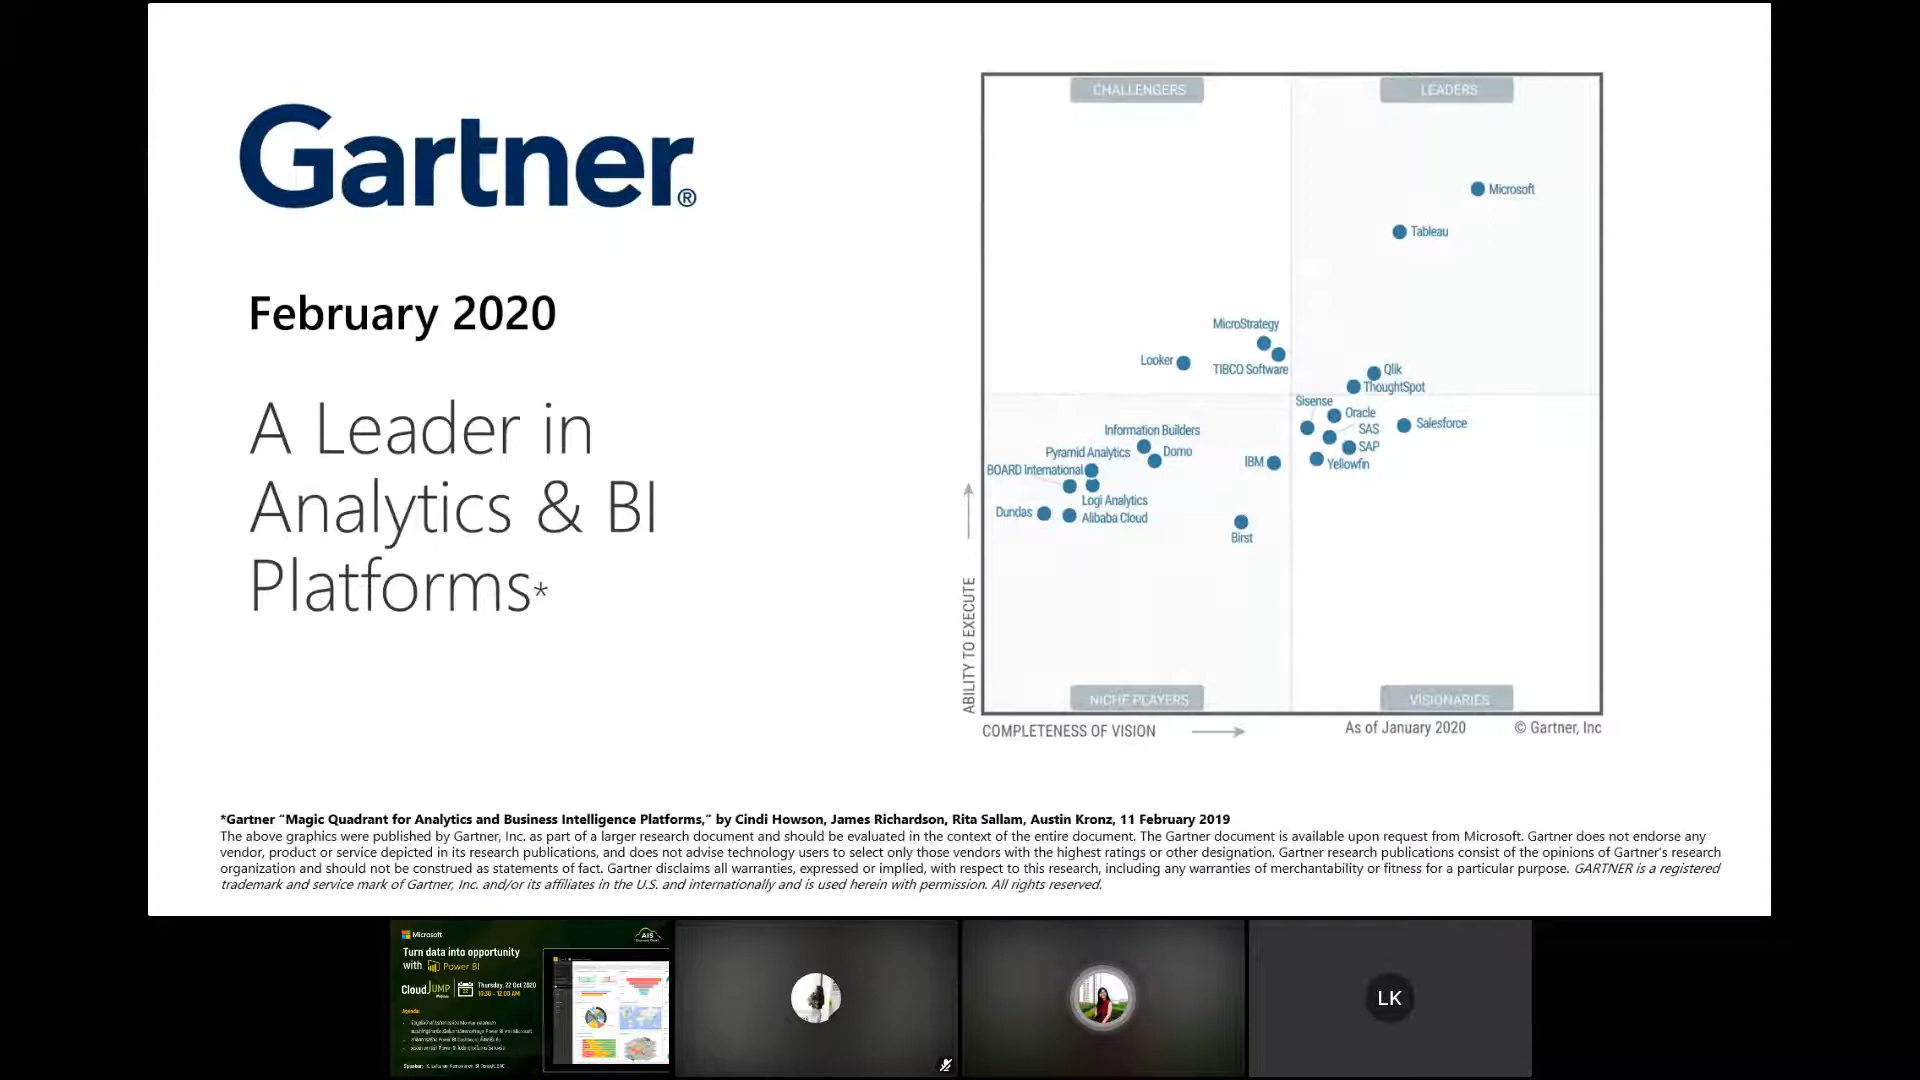 Gartner®
February 2020
A Leader in
Analytics & BI
Platforms*
CHALLENGERS
LEADERS
Microsoft
Tableau
MicroStrategy
Looker
TIBCO Software
Qlik
ThoughtSpot
Sisense
Oracle
Salesforce
SAS
Information Builders
SAP
Pyramid Analytics
Domo
IBM
Yellowfin
BOARD International
Logi Analytics
Dundas
Alibaba Cloud
Birst
ABILITY TO EXECUTE
NICHE PLAYERS
VISIONARIES
COMPLETENESS OF VISION
As of January 2020
© Gartner, Inc
*Gartner “Magic Quadrant for Analytics and Business Intelligence Platforms,” by Cindi Howson, James Richardson, Rita Sallam, Austin Kronz, 11 February 2019
The above graphics were published by Gartner, Inc. as part of a larger research document and should be evaluated in the context of the entire document. The Gartner document is available upon request from Microsoft. Gartner does not endorse any
vendor, product or service depicted in its research publications, and does not advise technology users to select only those vendors with the highest ratings or other designation. Gartner research publications consist of the opinions of Gartner’s research
organization and should not be construed as statements of fact. Gartner disclaims all warranties, expressed or implied, with respect to this research, including any warranties of merchantability or fitness for a particular purpose. GARTNER is a registered
trademark and service mark of Gartner, Inc. and/or its affiliates in the U.S. and internationally and is used herein with permission. All rights reserved.
Microsoft
AIS
Turn data into opportunity
with Power BI
CloudJUMP
Thursday, 22 Oct 2020
10:30 - 12:00 AM
Agenda:
Speaker:
LK